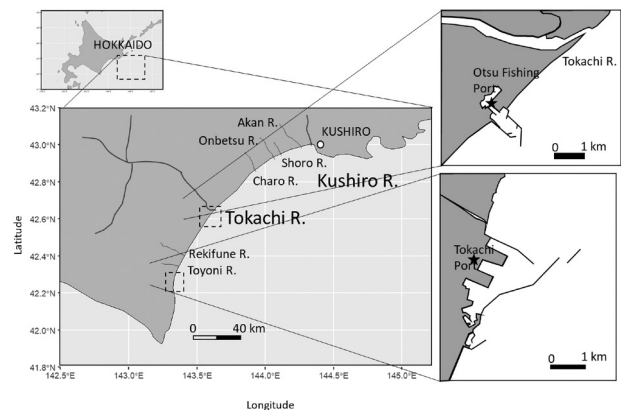 HOKKAIDO
43.2°N
43.0°N
42.8°N
42.6°N
42.4°N
42.2°N
42.0°N
41.8°N
Latitude
Akan R.
KUSHIRO
Onbetsu R.
Shoro R.
Charo R.
Kushiro R.
Tokachi R.
Rekifune R.
Toyoni R.
0 40 km
142.5°E
143.0°E
143.5°E
144.0°E
144.5°E
145.0°E
Longitude
Otsu Fishing
Port
Tokachi R.
0 1 km
Tokachi
Port
0 1 km